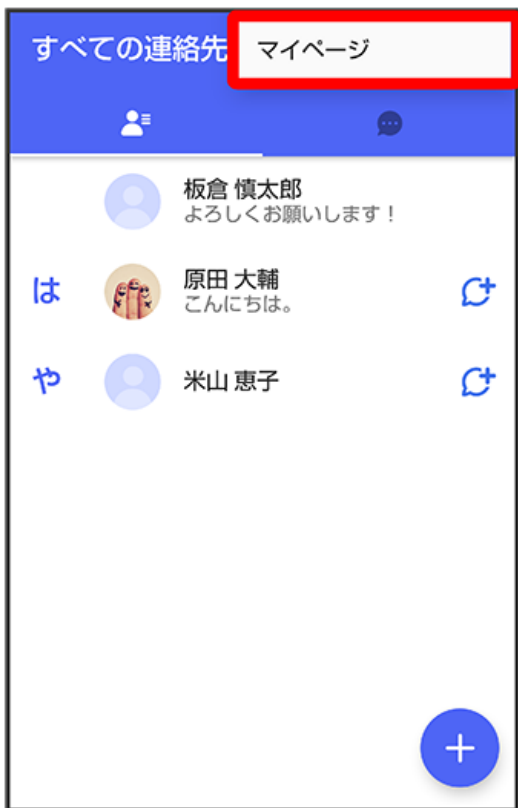 すべての連絡先
マイページ
板倉 慎太郎
よろしくお願いします！
は
原田 大輔
こんにちは。
や
米山 恵子